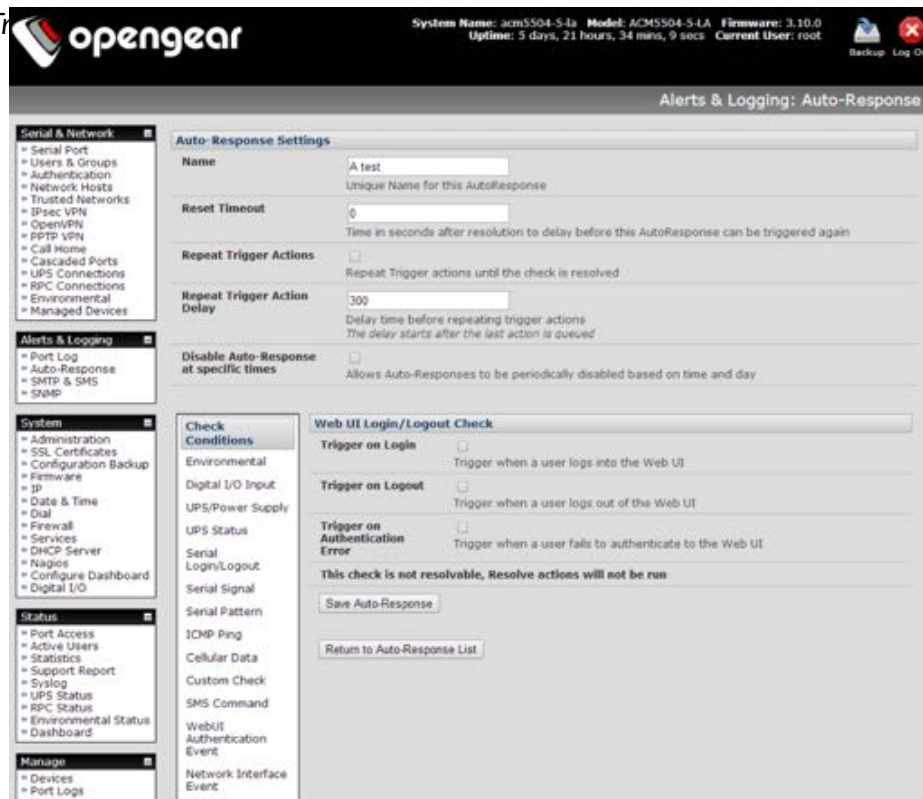 Tr
opengear
System Name: acm5504-5-la Model: ACM5504-5-LA Firmware: 3.10.0
Uptime: 5 days, 21 hours, 34 mins, 9 secs Current User: root
Backup Log O
Alerts & Logging: Auto-Response
Serial & Network
Serial Port
Users & Groups
Authentication
Network Hosts
Trusted Networks
IPsec VPN
OpenVPN
PPTP VPN
Call Home
Cascaded Ports
UPS Connections
RPC Connections
Environmental
Managed Devices
Alerts & Logging
Port Log
Auto-Response
SMTP & SMS
SNMP
System
Administration
SSL Certificates
Configuration Backup
Firmware
IP
Date & Time
Dial
Firewall
Services
DHCP Server
Nagios
Configure Dashboard
Digital I/O
Status
Port Access
Active Users
Statistics
Support Report
Syslog
UPS Status
RPC Status
Environmental Status
Dashboard
Manage
Devices
Port Logs
Auto-Response Settings
Name
A test
Unique Name for this AutoResponse
Reset Timeout
0
Time in seconds after resolution to delay before this AutoResponse can be triggered again
Repeat Trigger Actions
Repeat Trigger actions until the check is resolved
Repeat Trigger Action
Delay
300
Delay time before repeating trigger actions
The delay starts after the last action is queued
Disable Auto-Response
at specific times
Allows Auto-Responses to be periodically disabled based on time and day
Check
Conditions
Environmental
Digital I/O Input
UPS/Power Supply
UPS Status
Serial
Login/Logout
Serial Signal
Serial Pattern
ICMP Ping
Cellular Data
Custom Check
SMS Command
WebUI
Authentication
Event
Network Interface
Event
Web UI Login/Logout Check
Trigger on Login
Trigger when a user logs into the Web UI
Trigger on Logout
Trigger when a user logs out of the Web UI
Trigger on
Authentication
Error
Trigger when a user fails to authenticate to the Web UI
This check is not resolvable, Resolve actions will not be run
Save Auto-Response
Return to Auto-Response List